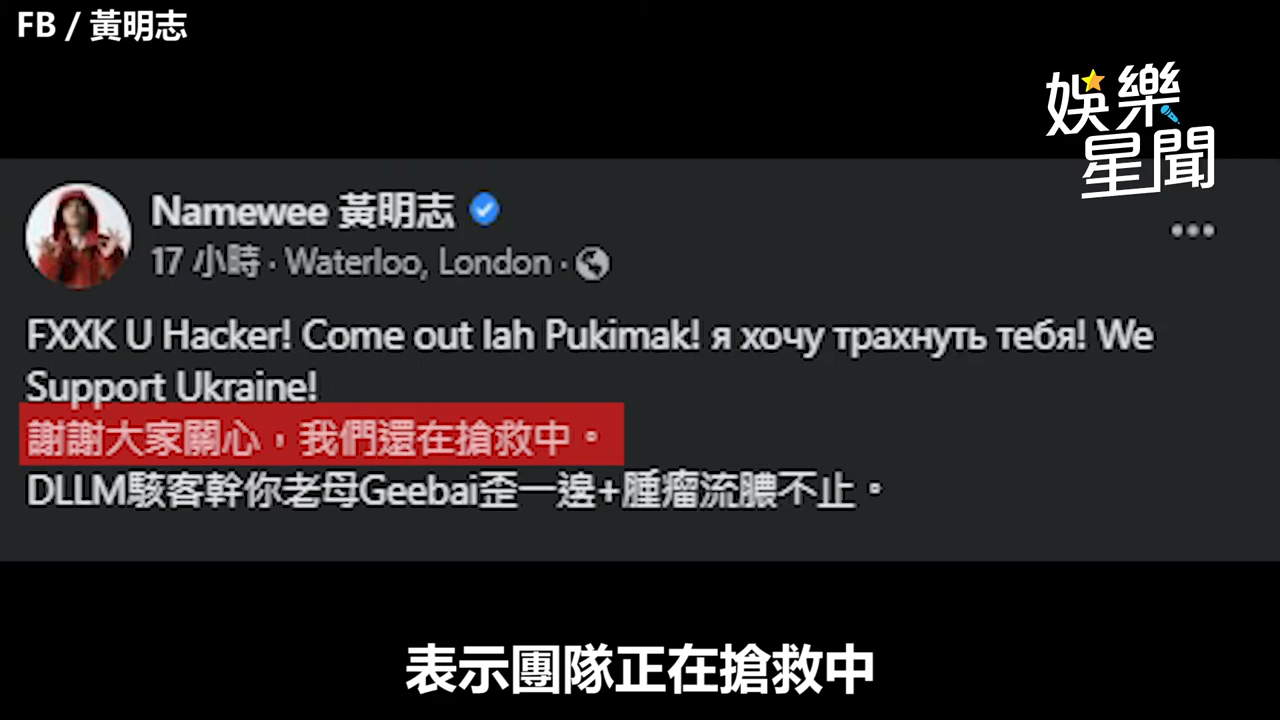 FB / 黃明志
娛樂
星聞
Namewee 黃明志
17 小時 · Waterloo, London ·
FXXK U Hacker! Come out lah Pukimak! я хочу трахнуть тебя! We
Support Ukraine!
謝謝大家關心，我們還在搶救中。
DLLM駭客幹你老母Geebai歪一邊+腫瘤流膿不止。
表示團隊正在搶救中